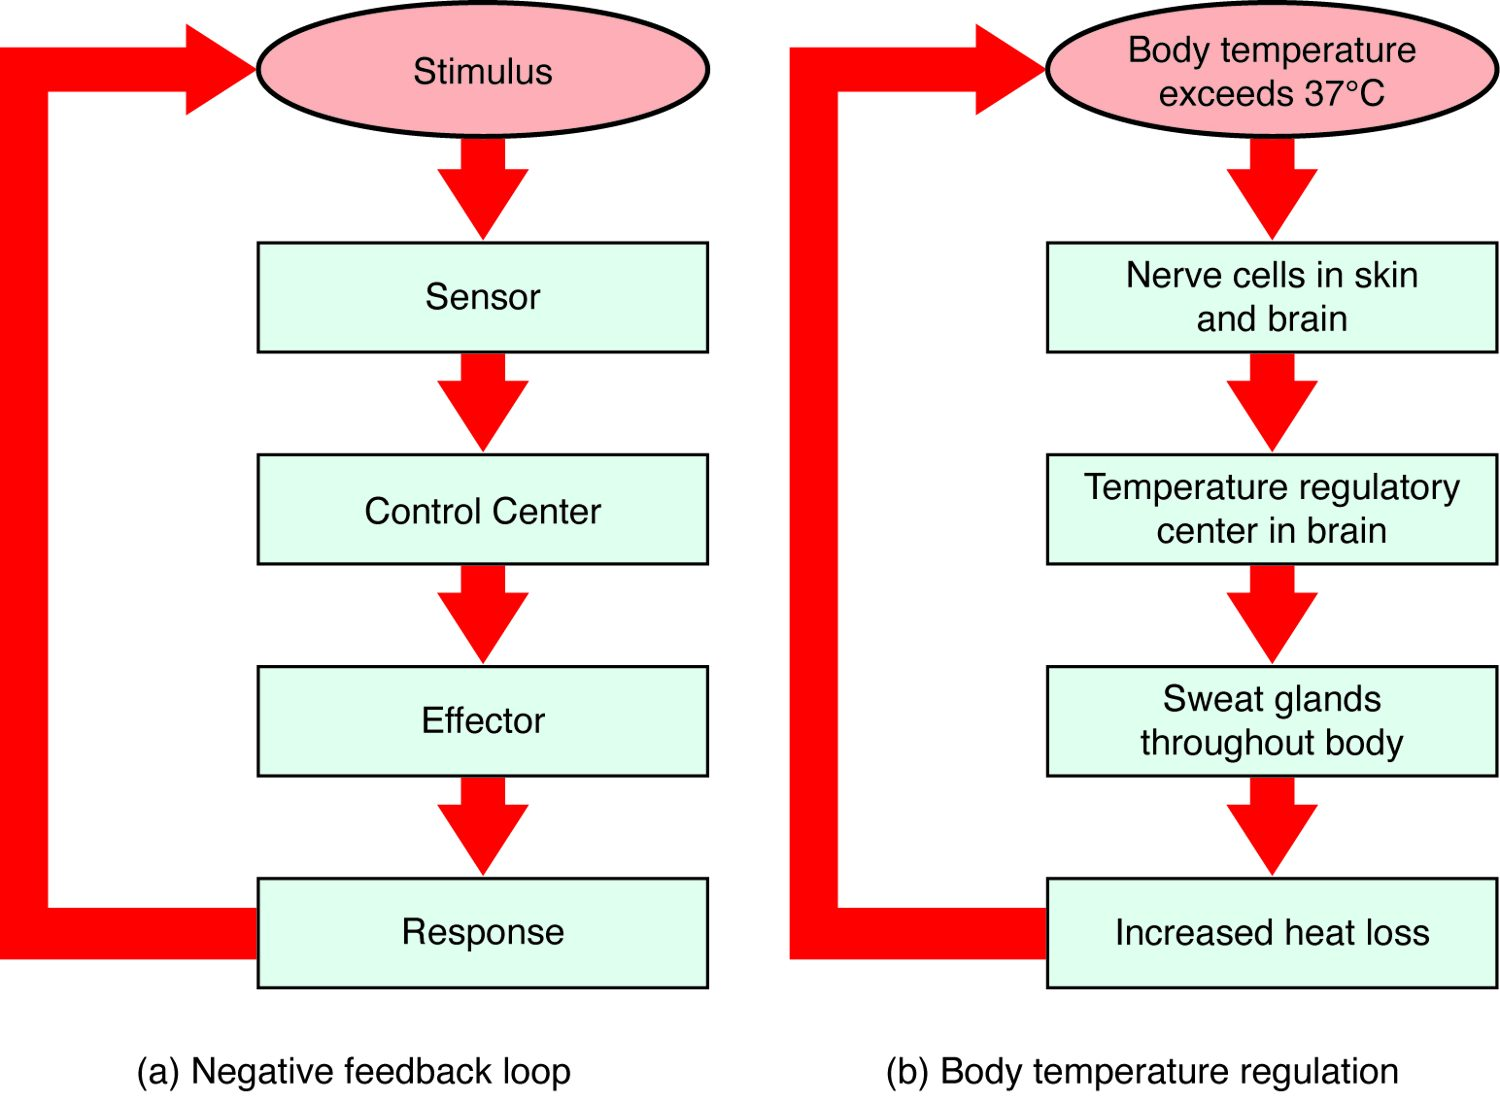 Stimulus
Sensor
Control Center
Effector
Response
(a) Negative feedback loop
Body temperature
exceeds 37°C
Nerve cells in skin
and brain
Temperature regulatory
center in brain
Sweat glands
throughout body
Increased heat loss
(b) Body temperature regulation